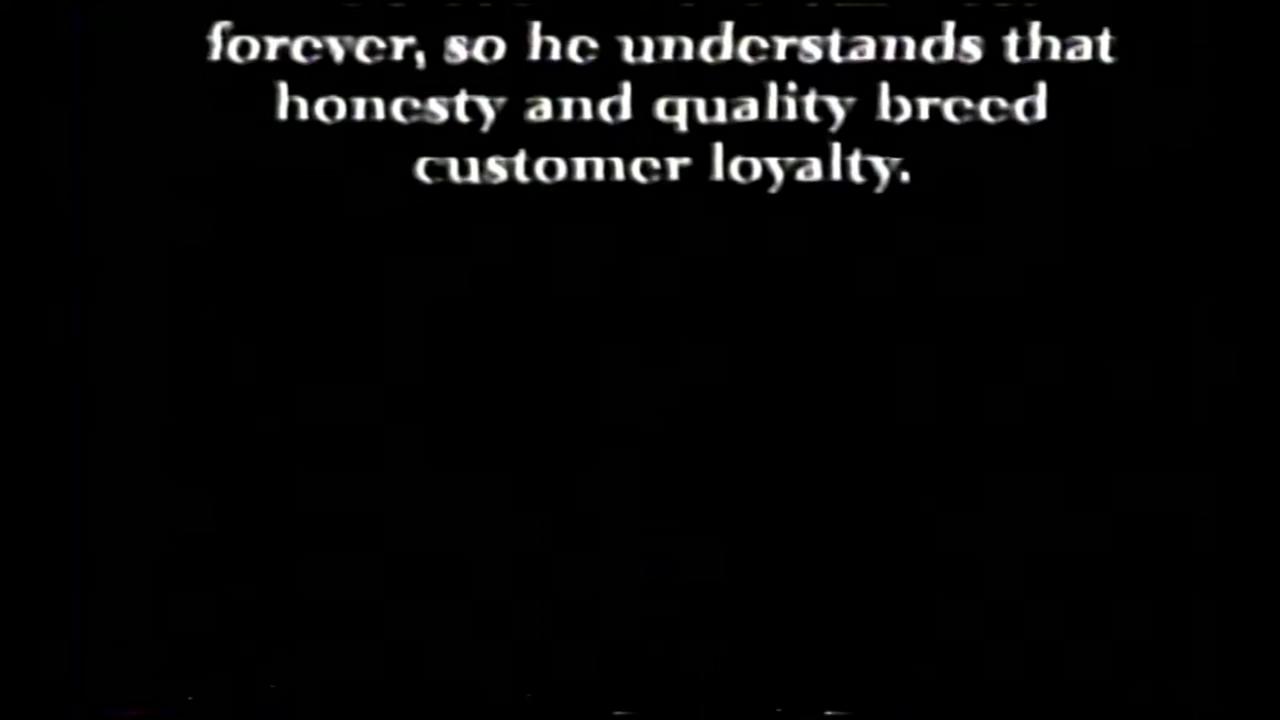 forever, so he understands that
honesty and quality breed
customer loyalty.